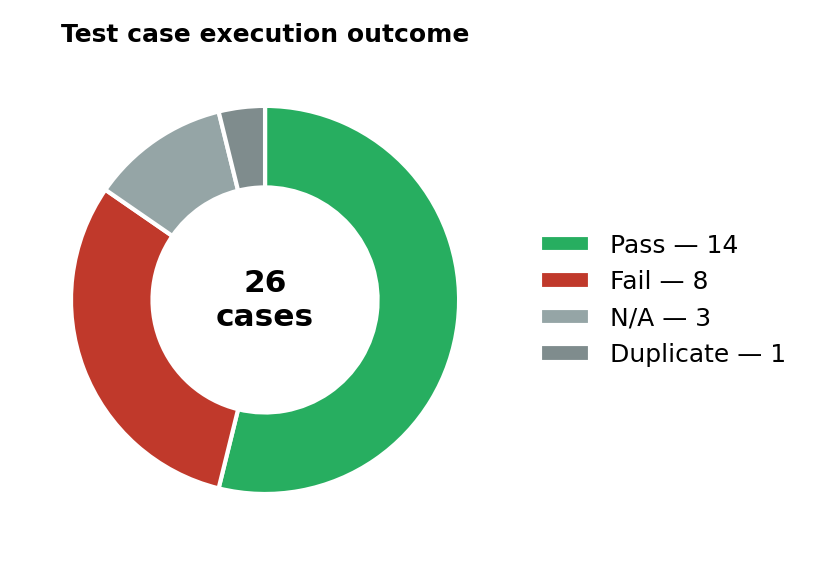 Test case execution outcome
26
cases
Pass — 14
Fail — 8
N/A — 3
Duplicate — 1